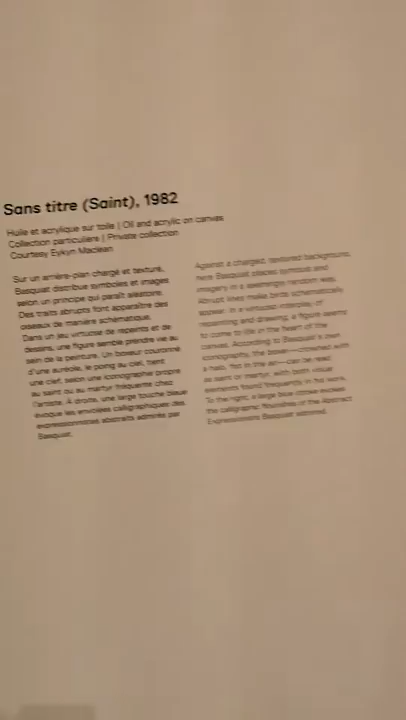 Sans titre (Saint), 1982
Huile et acrylique sur toile | Oil and acrylic on canvas
Collection particulière | Private collection
Courtesy Eykyn Maclean
Sur un arrière-plan chargé et texturé,
Basquiat distribue symboles et images
selon un principe qui paraît aléatoire.
Des traits abrupts font apparaître des
oiseaux de manière schématique.
Dans un jeu virtuose de repeints et de
dessins, une figure semble prendre vie au
sein de la peinture. Un boxeur couronné
d'une auréole, le poing au ciel, tient
une clef, selon une iconographie propre
au saint ou au martyr fréquente chez
l'artiste. À droite, une large touche bleue
évoque les envolées calligraphiques des
expressionnistes abstraits admirés par
Basquiat.
Against a charged, textured background,
here Basquiat places symbols and
imagery in a seemingly random way.
Abrupt lines make birds schematically
appear. In a virtuoso interplay of
repainting and drawing, a figure seems
to come to life in the heart of the
canvas. According to Basquiat's own
iconography, the boxer—crowned with
a halo, fist in the air—can be read
as saint or martyr, with both visual
elements found frequently in his work.
To the right, a large blue stroke evokes
the calligraphic flourishes of the Abstract
Expressionists Basquiat admired.